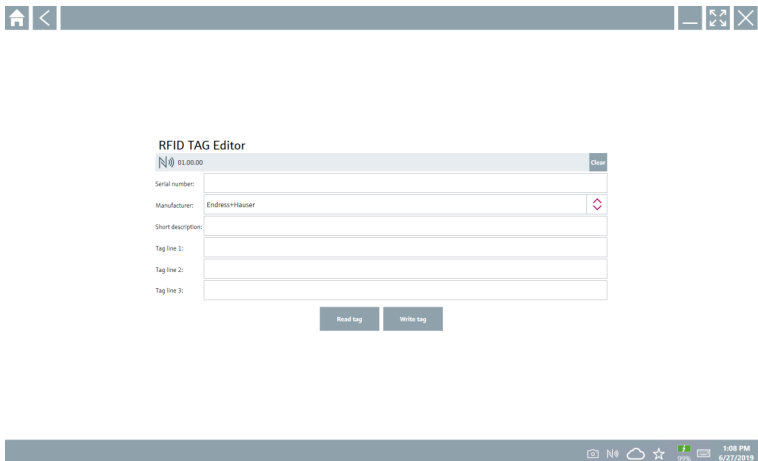 RFID TAG Editor
01.00.00
Clear
Serial number:
Manufacturer: Endress+Hauser
Short description:
Tag line 1:
Tag line 2:
Tag line 3:
Read tag Write tag
1:08 PM
99% 6/27/2019